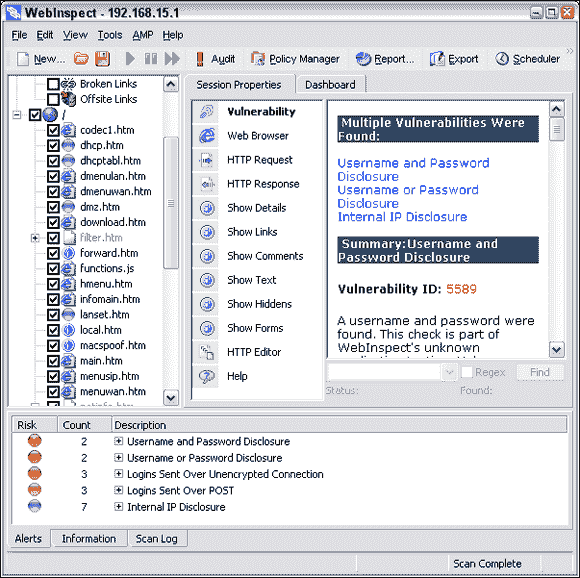 WebInspect - 192.168.15.1
File Edit View Tools AMP Help
New... Audit Policy Manager Report... Export Scheduler
Broken Links
Offsite Links
/
codec1.htm
dhcp.htm
dhcptabl.htm
dmenulan.htm
dmenuwan.htm
dmz.htm
download.htm
filter.htm
forward.htm
functions.js
hmenu.htm
infomain.htm
lanset.htm
local.htm
macspoof.htm
main.htm
menusip.htm
menuwan.htm
Session Properties Dashboard
Vulnerability
Web Browser
HTTP Request
HTTP Response
Show Details
Show Links
Show Comments
Show Text
Show Hiddens
Show Forms
HTTP Editor
Help
Multiple Vulnerabilities Were
Found:
Username and Password
Disclosure
Username or Password
Disclosure
Internal IP Disclosure
Summary:Username and
Password Disclosure
Vulnerability ID: 5589
A username and password were
found. This check is part of
WebInspect's unknown
Regex Find
Status: Found:
Risk Count Description
2 Username and Password Disclosure
2 Username or Password Disclosure
3 Logins Sent Over Unencrypted Connection
3 Logins Sent Over POST
7 Internal IP Disclosure
Alerts Information Scan Log
Scan Complete